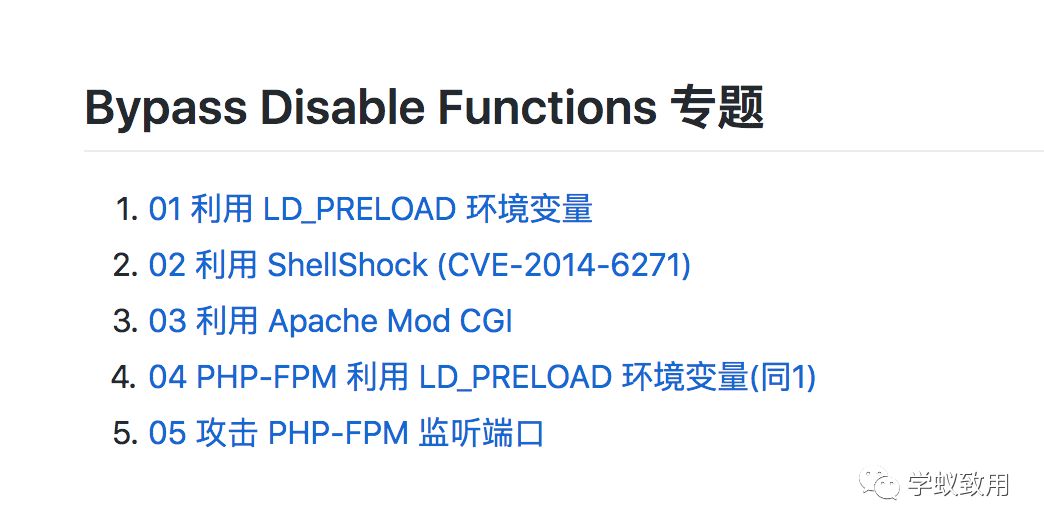 Bypass Disable Functions 专题
1. 01 利用 LD_PRELOAD 环境变量
2. 02 利用 ShellShock (CVE-2014-6271)
3. 03 利用 Apache Mod CGI
4. 04 PHP-FPM 利用 LD_PRELOAD 环境变量(同1)
5. 05 攻击 PHP-FPM 监听端口
学蚁致用